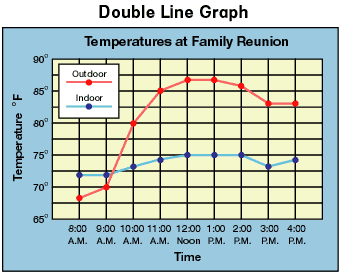 Double Line Graph
Temperatures at Family Reunion
Outdoor
Indoor
Temperature °F
90°
85°
80°
75°
70°
65°
8:00 9:00 10:00 11:00 12:00 1:00 2:00 3:00 4:00
A.M. A.M. A.M. A.M. Noon P.M. P.M. P.M. P.M.
Time